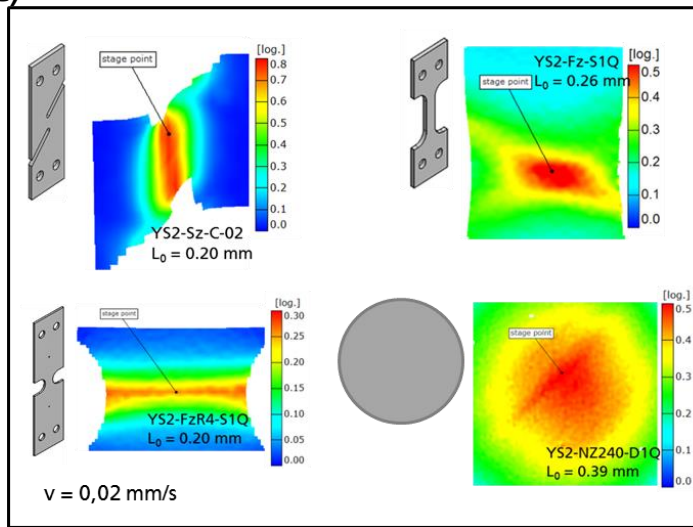 [log.]
0.8
0.7
0.6
0.5
0.4
0.3
0.2
0.1
0.0
stage point
YS2-Sz-C-02
L₀ = 0.20 mm
YS2-Fz-S1Q
L₀ = 0.26 mm
stage point
[log.]
0.5
0.4
0.3
0.2
0.1
0.0
[log.]
0.30
0.25
0.20
0.15
0.10
0.05
0.00
stage point
YS2-FzR4-S1Q
L₀ = 0.20 mm
[log.]
0.5
0.4
0.3
0.2
0.1
0.0
stage point
YS2-NZ240-D1Q
L₀ = 0.39 mm
v = 0,02 mm/s